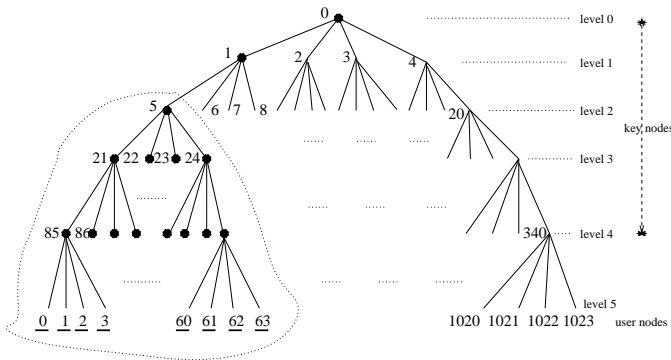 0 level 0
1 2 3 4 level 1
5 6 7 8 20 level 2
key nodes
21 22 23 24 level 3
85 86 340 level 4
level 5
0 1 2 3 60 61 62 63 1020 1021 1022 1023 user nodes